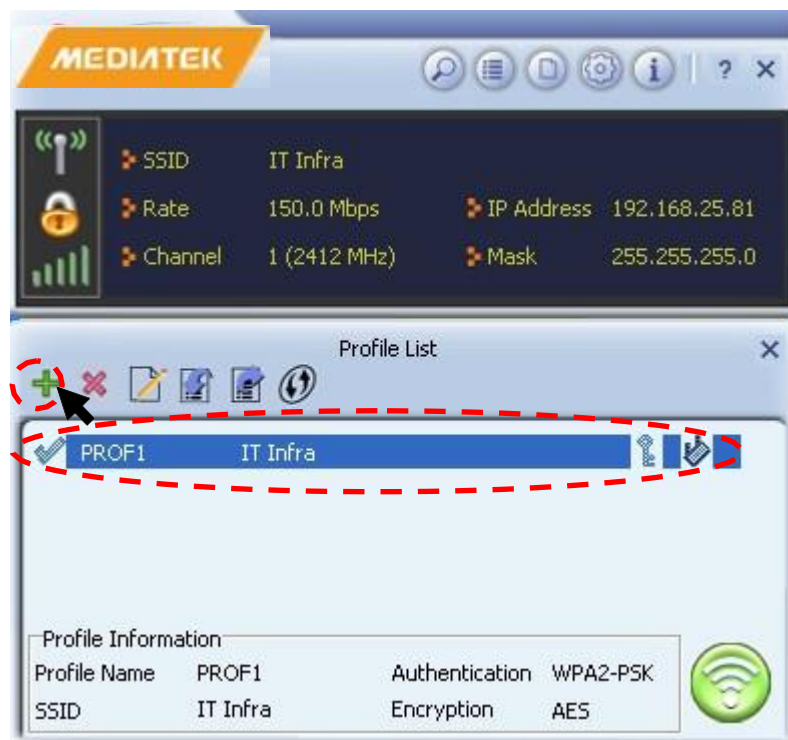 MEDIATEK
i ? ×
SSID IT Infra
Rate 150.0 Mbps IP Address 192.168.25.81
Channel 1 (2412 MHz) Mask 255.255.255.0
Profile List ×
PROF1 IT Infra
Profile Information
Profile Name PROF1 Authentication WPA2-PSK
SSID IT Infra Encryption AES